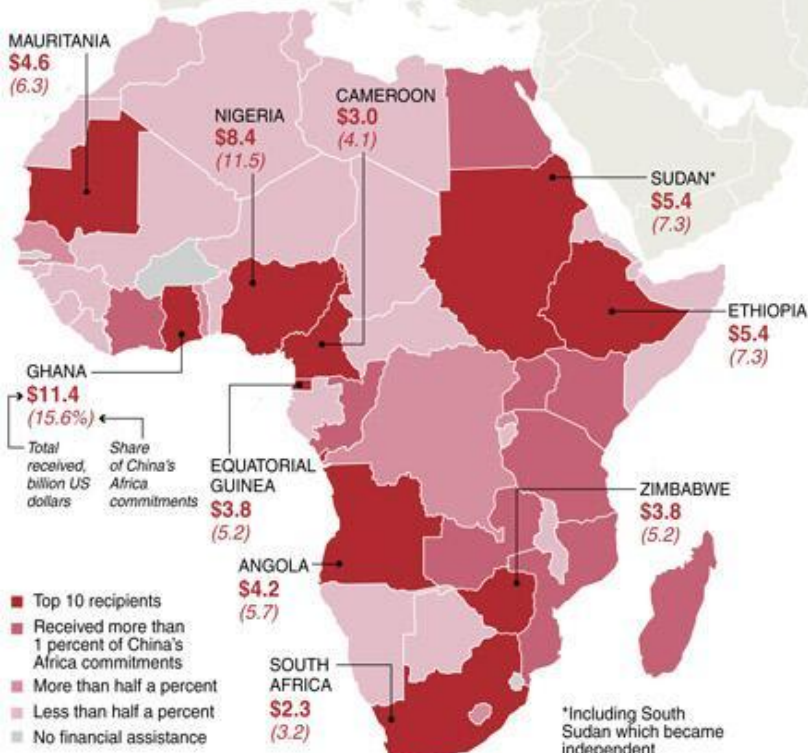 MAURITANIA
$4.6
(6.3)
NIGERIA
$8.4
(11.5)
CAMEROON
$3.0
(4.1)
SUDAN*
$5.4
(7.3)
ETHIOPIA
$5.4
(7.3)
GHANA
$11.4
(15.6%)
Total
received,
billion US
dollars
Share
of China's
Africa
commitments
EQUATORIAL
GUINEA
$3.8
(5.2)
ZIMBABWE
$3.8
(5.2)
ANGOLA
$4.2
(5.7)
SOUTH
AFRICA
$2.3
(3.2)
Top 10 recipients
Received more than
1 percent of China's
Africa commitments
More than half a percent
Less than half a percent
No financial assistance
*Including South
Sudan which became
independent